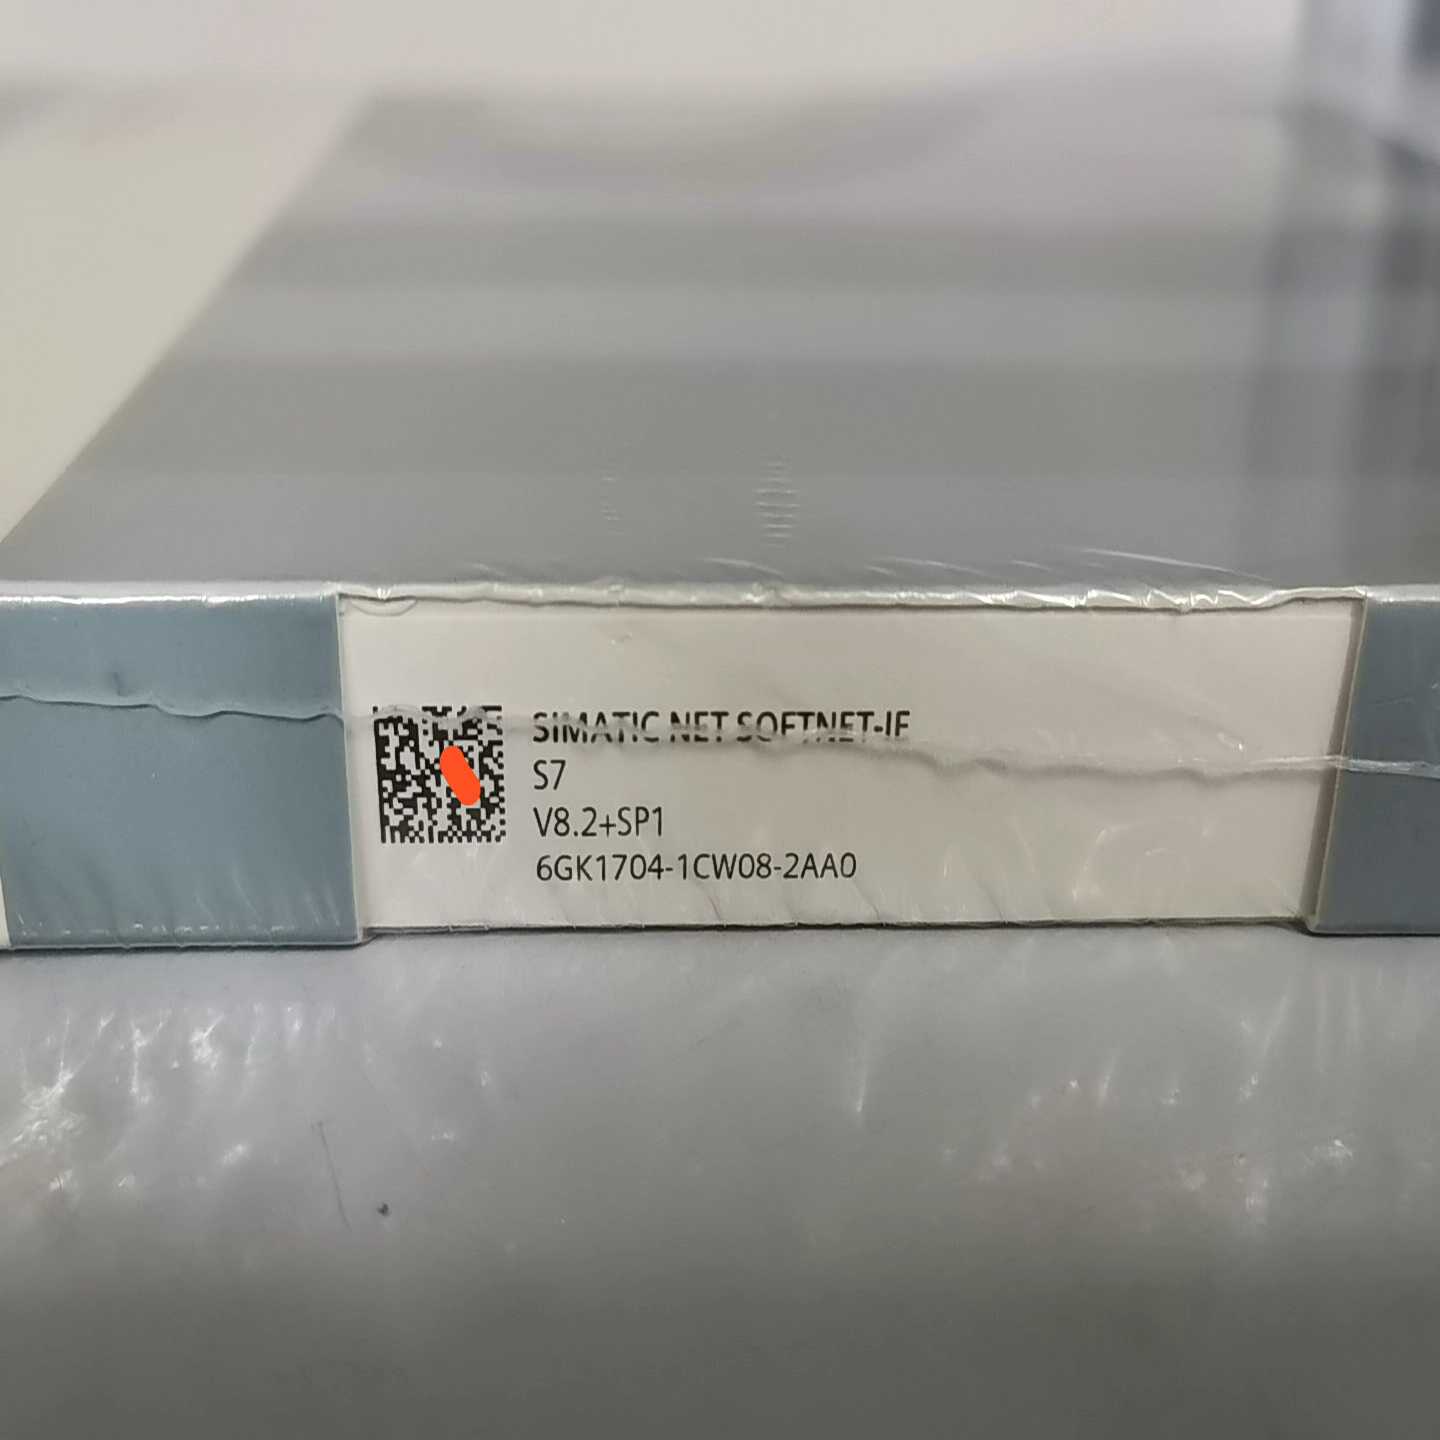 SIMATIC NET SOFTNET-IE
S7
V8.2+SP1
6GK1704-1CW08-2AA0